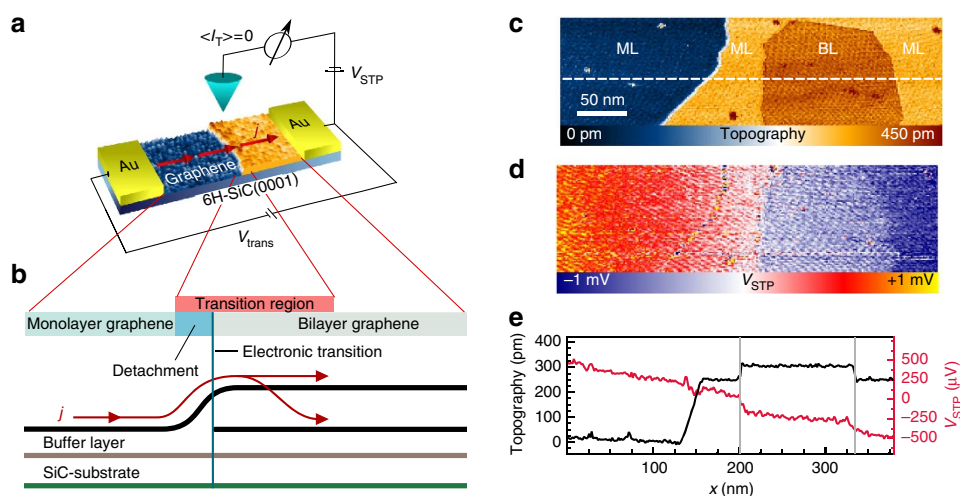 a
<I_T>=0
V_STP
Au
Au
j
Graphene
6H-SiC(0001)
V_trans
b
Transition region
Monolayer graphene
Bilayer graphene
Detachment
Electronic transition
j
Buffer layer
SiC-substrate
c
ML
ML
BL
ML
50 nm
0 pm
Topography
450 pm
d
−1 mV
V_STP
+1 mV
e
Topography (pm)
400
300
200
100
0
500
250
0
−250
−500
V_STP (μV)
100
200
300
x (nm)